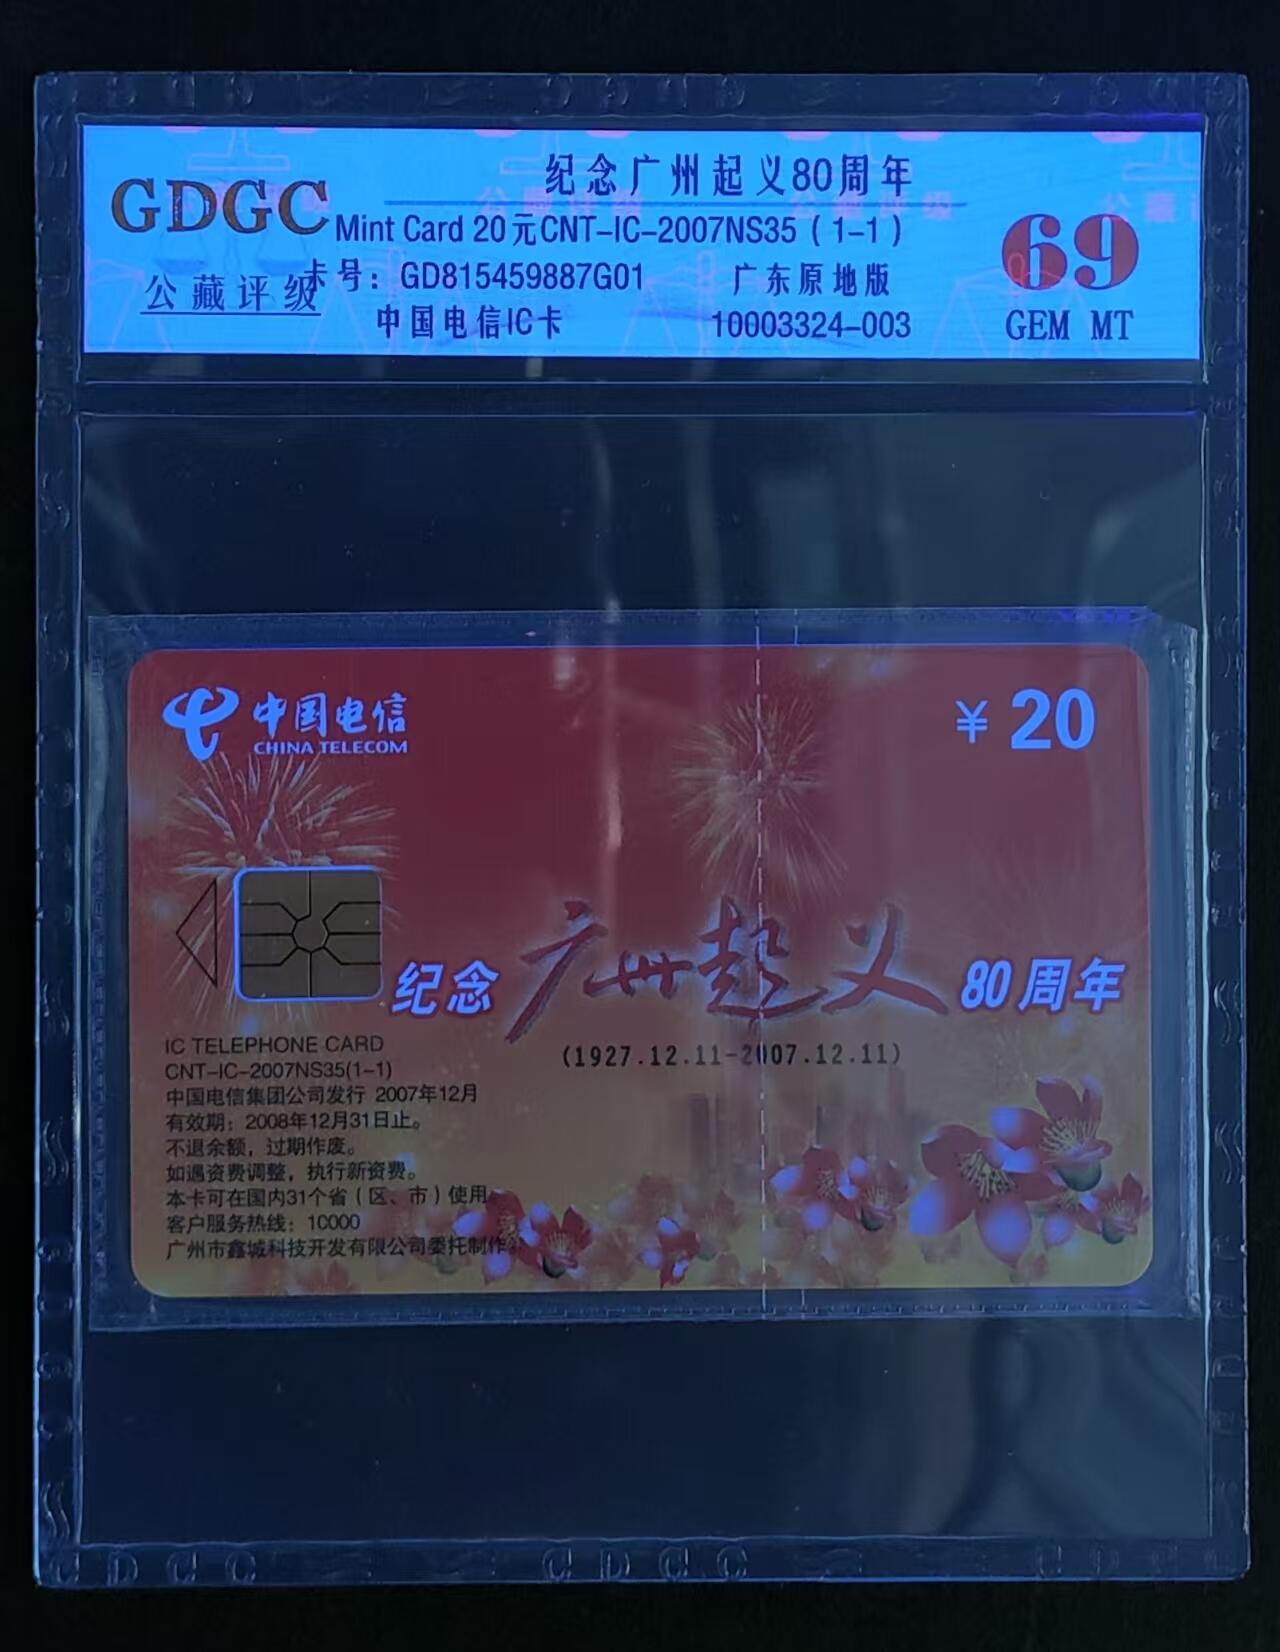 纪念广州起义80周年
GDGC
Mint Card 20元CNT-IC-2007NS35（1-1）
69
公藏评级
卡号：GD815459887G01
广东原地版
中国电信IC卡
10003324-003
GEM MT
中国电信
CHINA TELECOM
¥ 20
纪念 广州起义 80周年
(1927.12.11-2007.12.11)
IC TELEPHONE CARD
CNT-IC-2007NS35(1-1)
中国电信集团公司发行 2007年12月
有效期：2008年12月31日止。
不退余额，过期作废。
如遇资费调整，执行新资费。
本卡可在国内31个省（区、市）使用。
客户服务热线：10000
广州市鑫城科技开发有限公司委托制作
GDGC GDGC